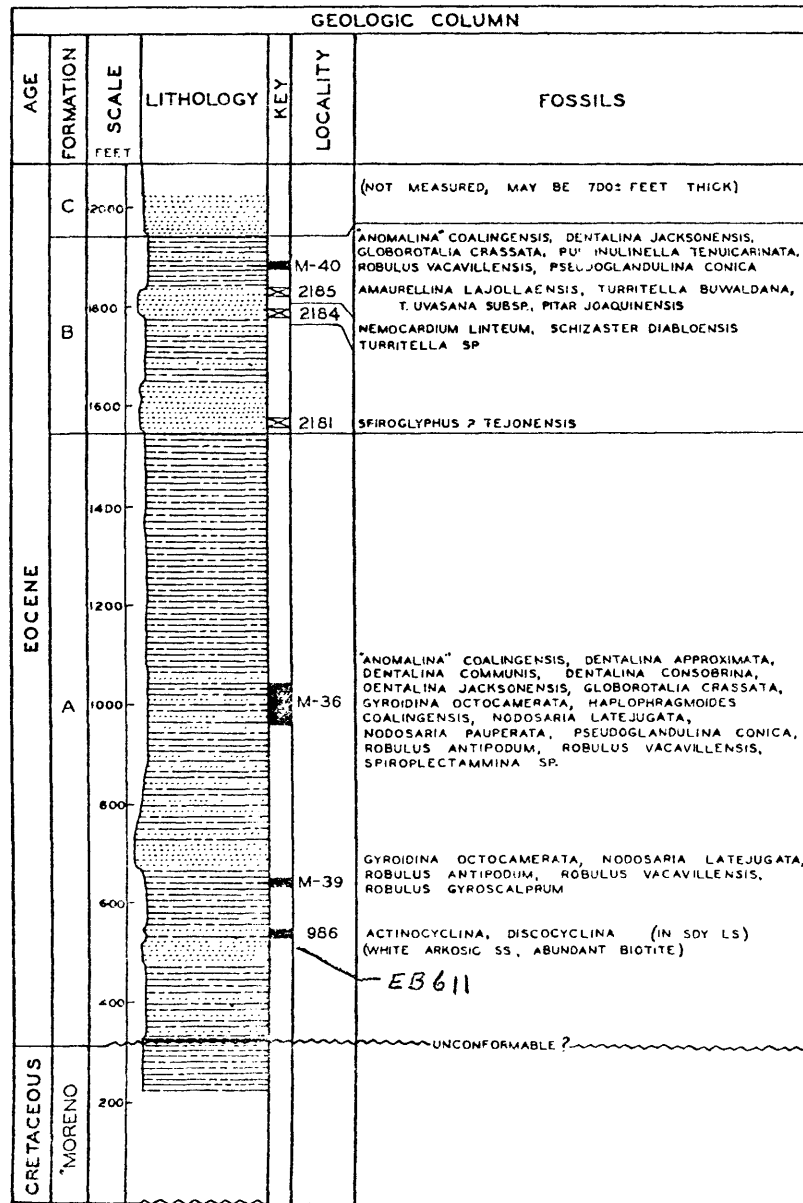 GEOLOGIC COLUMN
AGE
FORMATION
SCALE
FEET
LITHOLOGY
KEY
LOCALITY
FOSSILS
C
2000
(NOT MEASURED, MAY BE 700± FEET THICK)
"ANOMALINA" COALINGENSIS, DENTALINA JACKSONENSIS,
GLOBOROTALIA CRASSATA, PU' INULINELLA TENUICARINATA,
M-40
ROBULUS VACAVILLENSIS, PSEUDOGLANDULINA CONICA
2185
AMAURELLINA LAJOLLAENSIS, TURRITELLA BUWALDANA,
T. UVASANA SUBSP., PITAR JOAQUINENSIS
1800
2184
B
NEMOCARDIUM LINTEUM, SCHIZASTER DIABLOENSIS
TURRITELLA SP
1600
2181
SPIROGLYPHUS ? TEJONENSIS
1400
EOCENE
1200
A
1000
M-36
"ANOMALINA" COALINGENSIS, DENTALINA APPROXIMATA,
DENTALINA COMMUNIS, DENTALINA CONSOBRINA,
DENTALINA JACKSONENSIS, GLOBOROTALIA CRASSATA,
GYROIDINA OCTOCAMERATA, HAPLOPHRAGMOIDES
COALINGENSIS, NODOSARIA LATEJUGATA,
NODOSARIA PAUPERATA, PSEUDOGLANDULINA CONICA,
ROBULUS ANTIPODUM, ROBULUS VACAVILLENSIS,
SPIROPLECTAMMINA SP.
800
M-39
GYROIDINA OCTOCAMERATA, NODOSARIA LATEJUGATA,
ROBULUS ANTIPODUM, ROBULUS VACAVILLENSIS,
ROBULUS GYROSCALPRUM
600
986
ACTINOCYCLINA, DISCOCYCLINA (IN SDY LS)
(WHITE ARKOSIC SS, ABUNDANT BIOTITE)
EB611
400
UNCONFORMABLE ?
CRETACEOUS
"MORENO
200